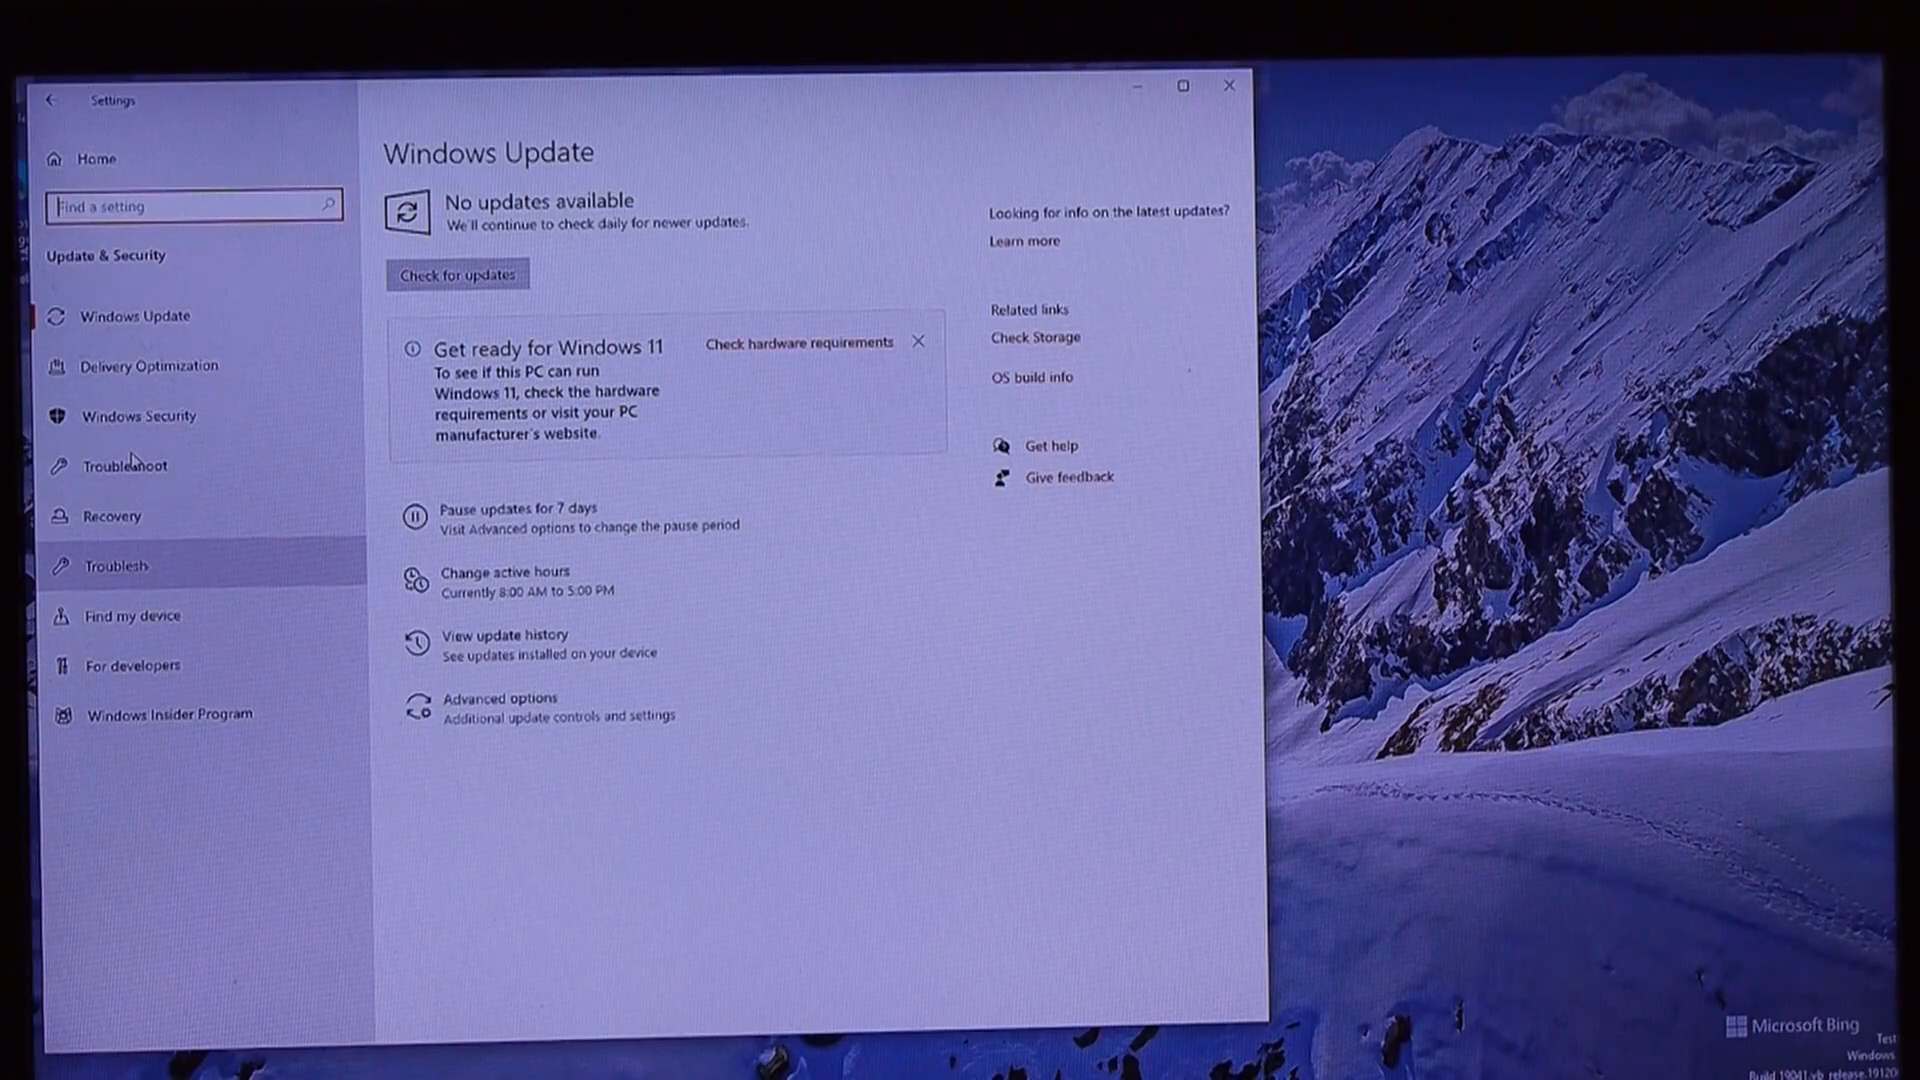 Settings
Home
Find a setting
Update & Security
Windows Update
Delivery Optimization
Windows Security
Troubleshoot
Recovery
Troublesh
Find my device
For developers
Windows Insider Program
Windows Update
No updates available
We'll continue to check daily for newer updates.
Check for updates
Get ready for Windows 11
Check hardware requirements
To see if this PC can run
Windows 11, check the hardware
requirements or visit your PC
manufacturer's website.
Pause updates for 7 days
Visit Advanced options to change the pause period
Change active hours
Currently 8:00 AM to 5:00 PM
View update history
See updates installed on your device
Advanced options
Additional update controls and settings
Looking for info on the latest updates?
Learn more
Related links
Check Storage
OS build info
Get help
Give feedback
Microsoft Bing
Test
Windows
Build 19041.vb_release.19120